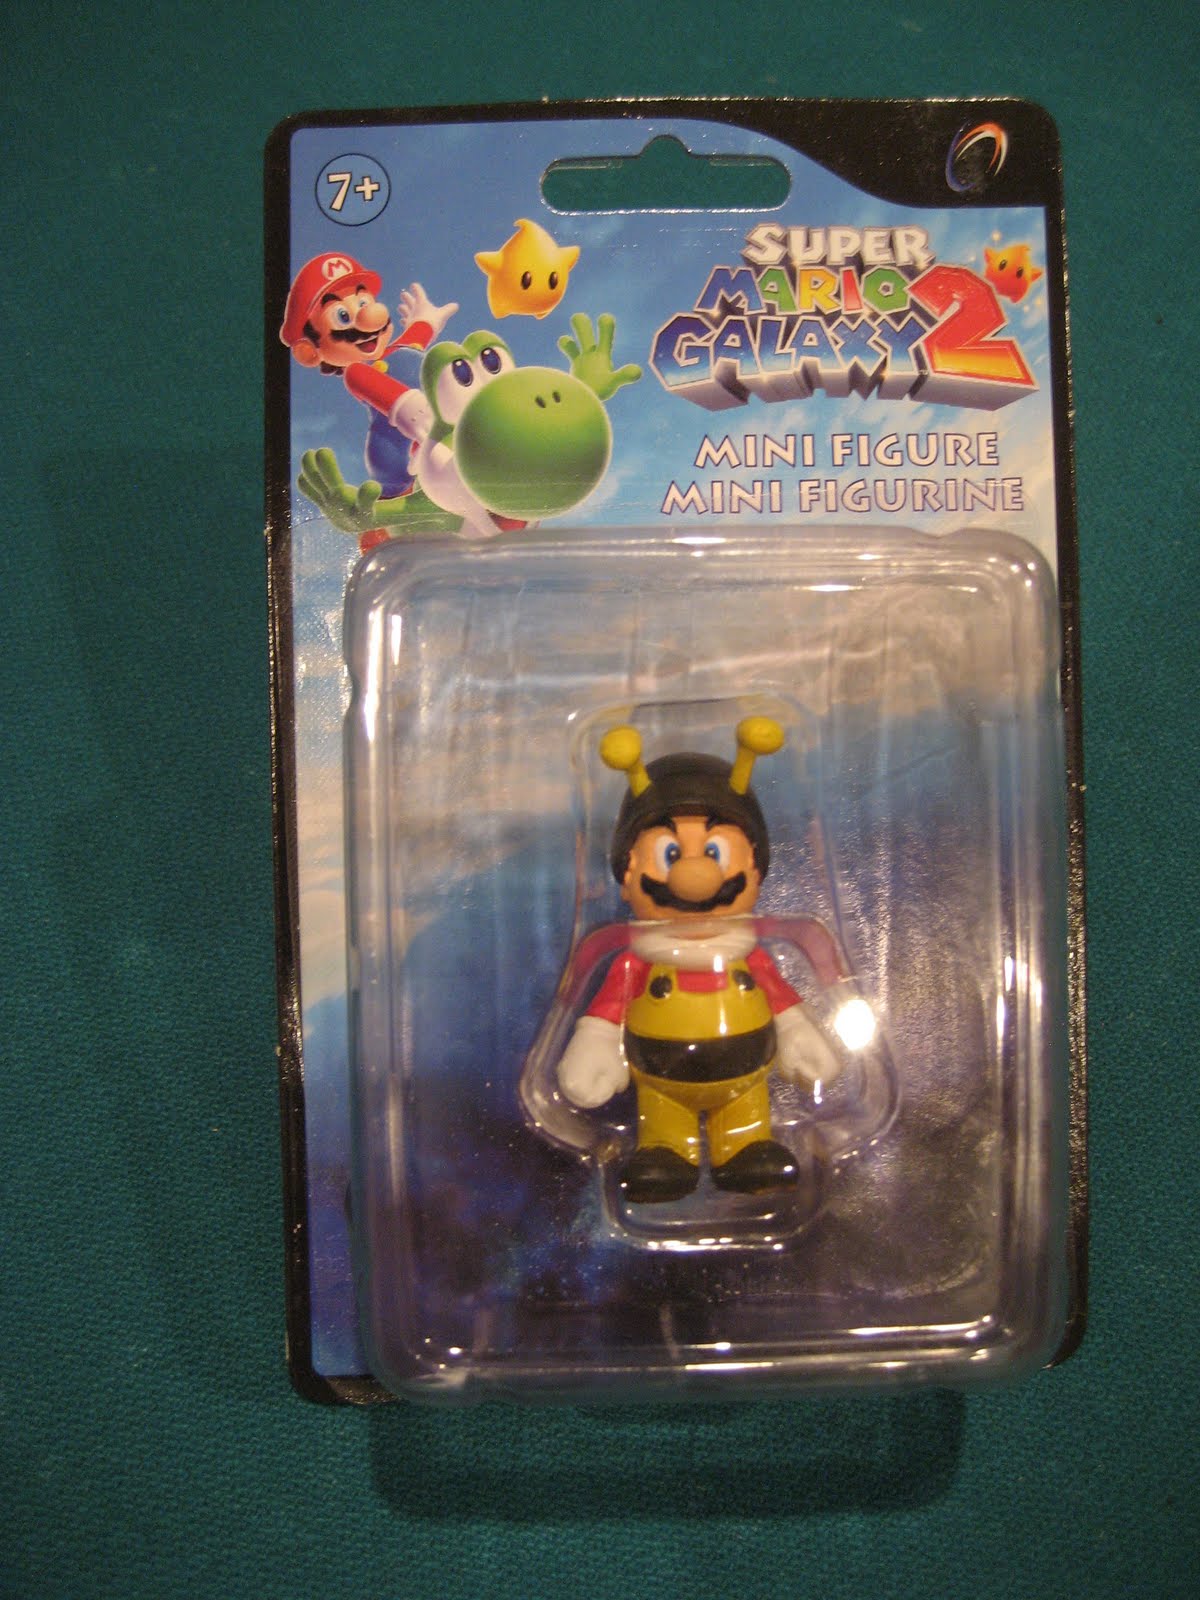 7+
SUPER
MARIO
GALAXY 2
MINI FIGURE
MINI FIGURINE
M